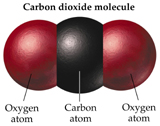 Carbon dioxide molecule
Oxygen atom
Carbon atom
Oxygen atom